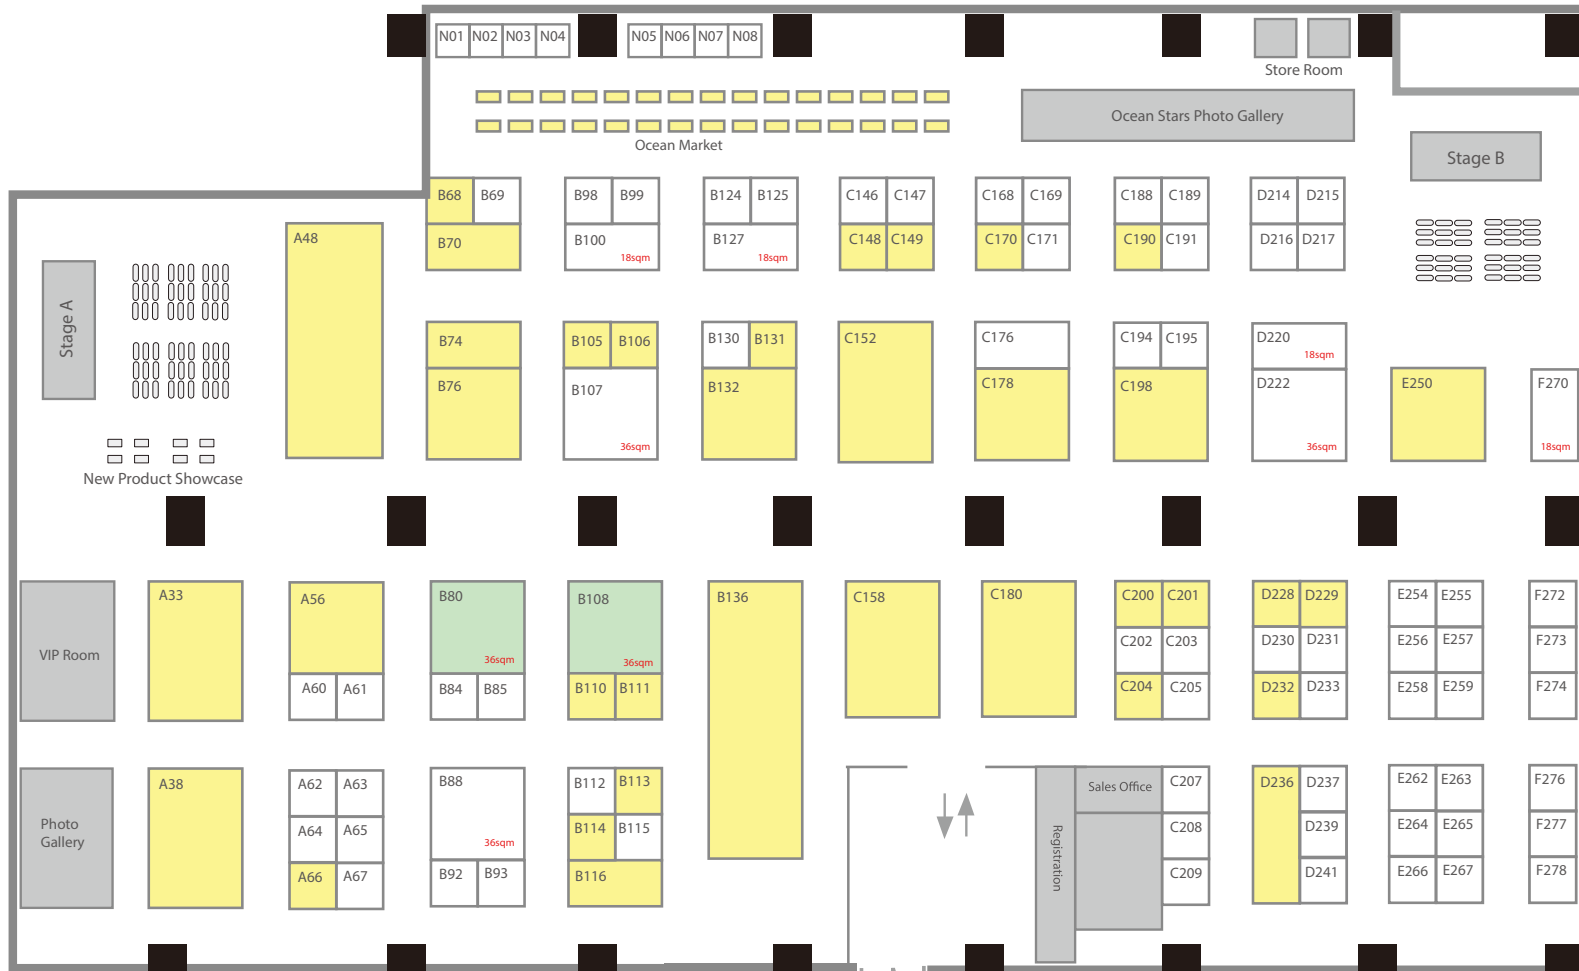 N01 N02 N03 N04 N05 N06 N07 N08
Store Room
Ocean Stars Photo Gallery
Ocean Market
Stage B
B68 B69 B98 B99 B124 B125 C146 C147 C168 C169 C188 C189 D214 D215
A48 B70 B100 B127 C148 C149 C170 C171 C190 C191 D216 D217
18sqm 18sqm
Stage A
B74 B105 B106 B130 B131 C152 C176 C194 C195 D220
18sqm
B76 B107 B132 C178 C198 D222 E250 F270
36sqm 36sqm 18sqm
New Product Showcase
A33 A56 B80 B108 B136 C158 C180 C200 C201 D228 D229 E254 E255 F272
VIP Room
C202 C203 D230 D231 E256 E257 F273
36sqm 36sqm
A60 A61 B84 B85 B110 B111 C204 C205 D232 D233 E258 E259 F274
A38 A62 A63 B88 B112 B113 Sales Office C207 D236 D237 E262 E263 F276
Photo
Gallery
A64 A65 B114 B115 C208 D239 E264 E265 F277
36sqm
Registration
A66 A67 B92 B93 B116 C209 D241 E266 E267 F278